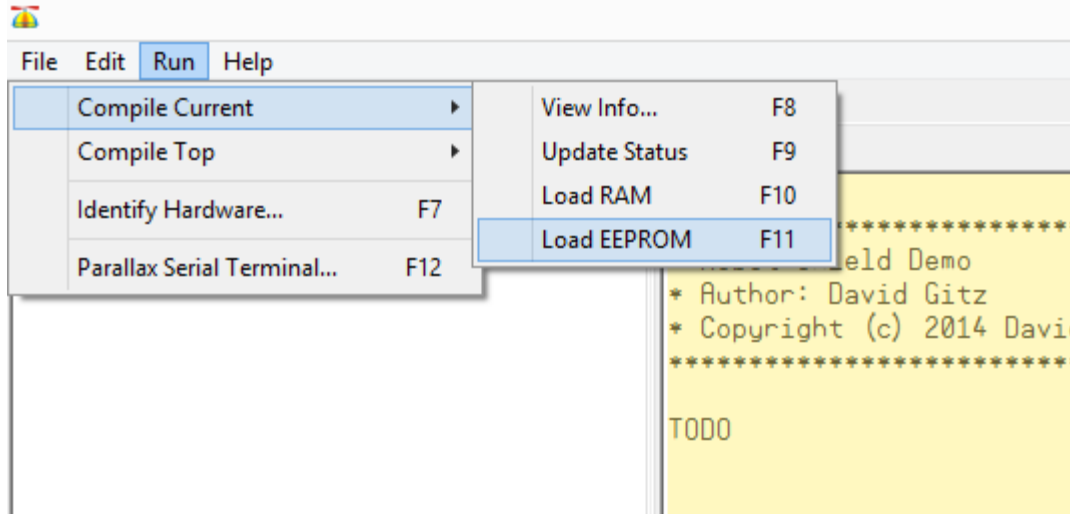 File Edit Run Help
Compile Current
Compile Top
Identify Hardware... F7
Parallax Serial Terminal... F12
View Info... F8
Update Status F9
Load RAM F10
Load EEPROM F11
****************************
Demo
* Author: David Gitz
* Copyright (c) 2014 Davi
*****************************
TODO